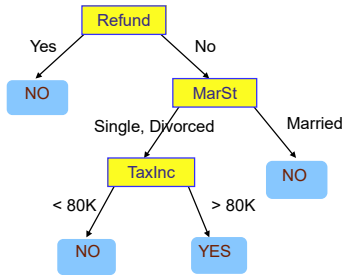 Refund
Yes
No
NO
MarSt
Single, Divorced
Married
TaxInc
NO
< 80K
> 80K
NO
YES